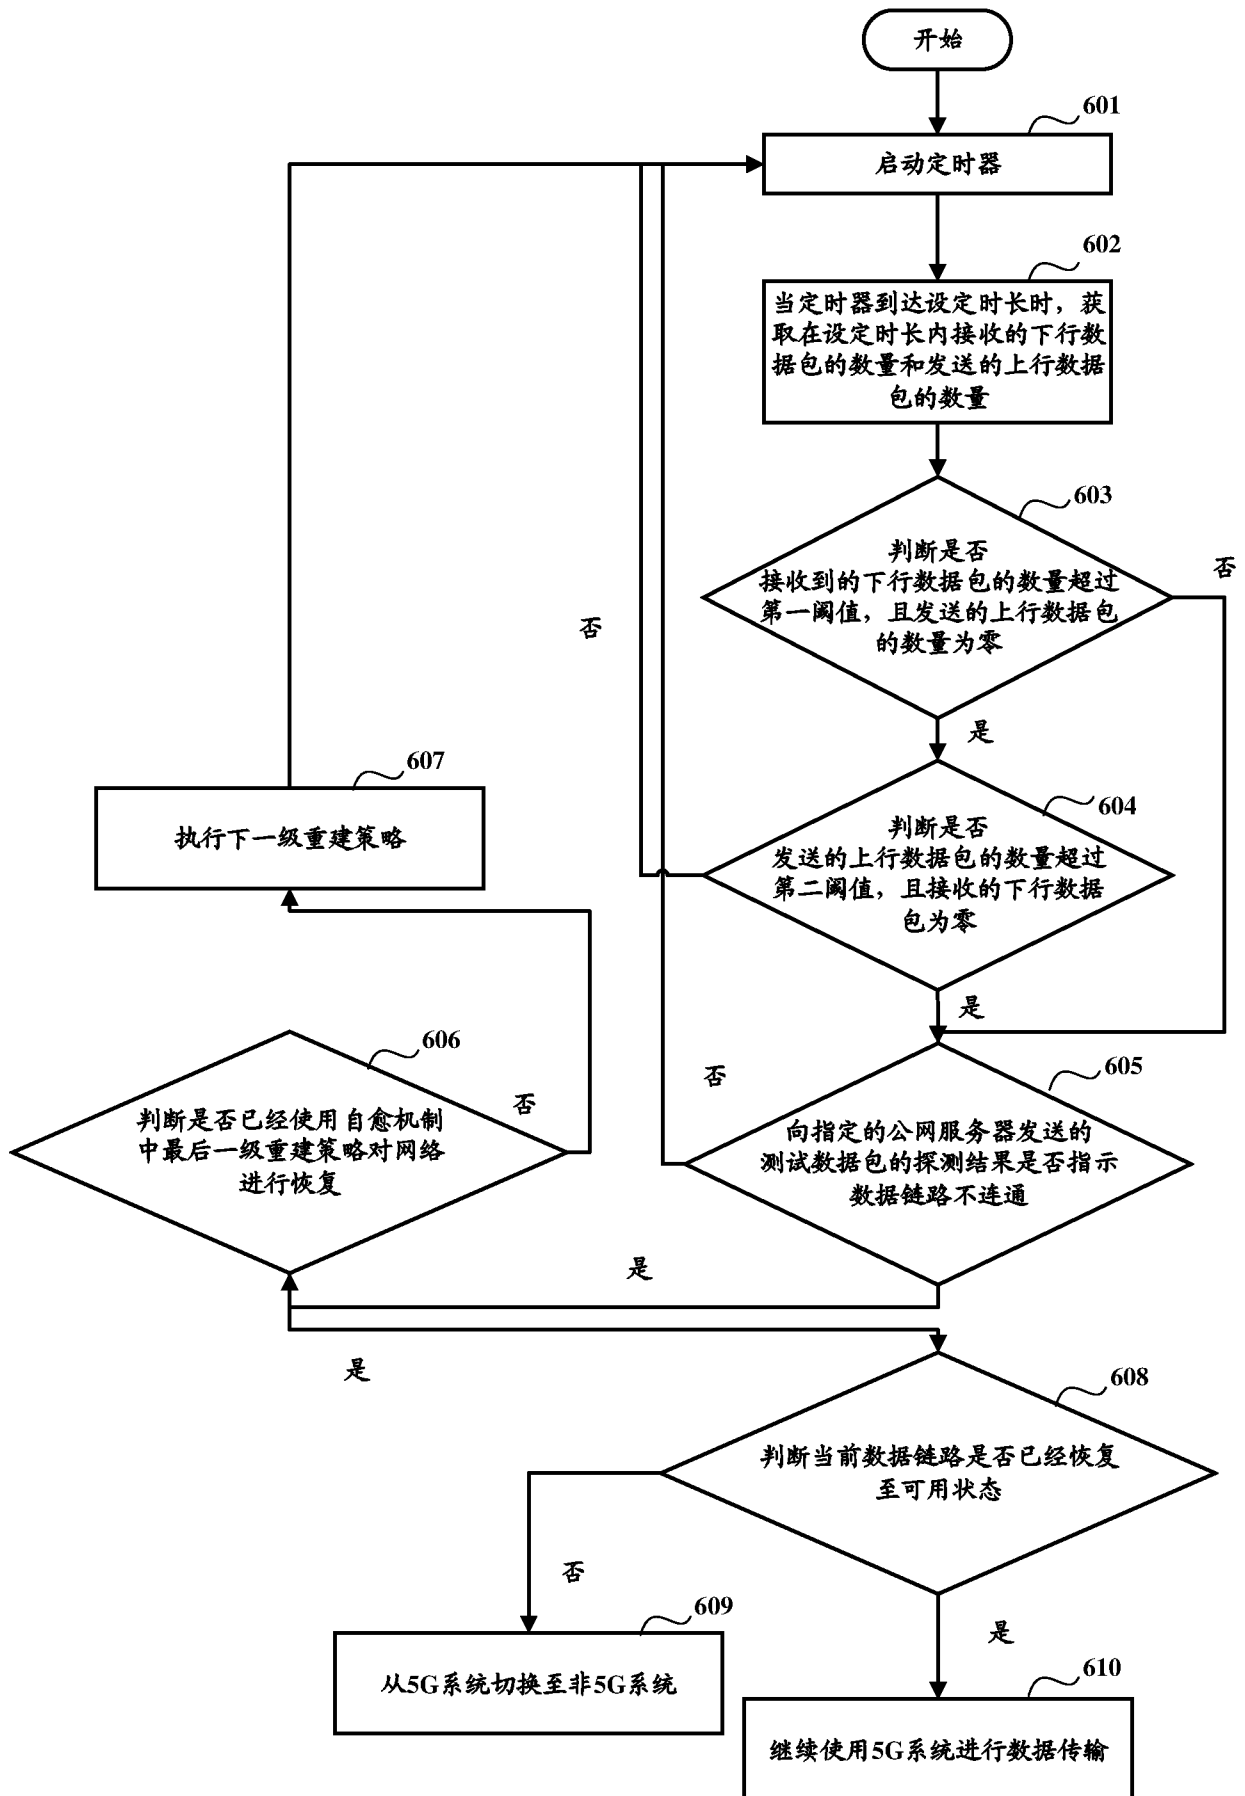 开始
601
启动定时器
602
当定时器到达设定时长时，获
取在设定时长内接收的下行数
据包的数量和发送的上行数据
包的数量
603
判断是否
接收到的下行数据包的数量超过
第一阈值，且发送的上行数据包
的数量为零
否
否
是
604
判断是否
发送的上行数据包的数量超过
第二阈值，且接收的下行数据
包为零
607
执行下一级重建策略
是
605
否
向指定的公网服务器发送的
测试数据包的探测结果是否指示
数据链路不连通
606
否
判断是否已经使用自愈机制
中最后一级重建策略对网络
进行恢复
是
是
608
判断当前数据链路是否已经恢复
至可用状态
否
609
从5G系统切换至非5G系统
是
610
继续使用5G系统进行数据传输